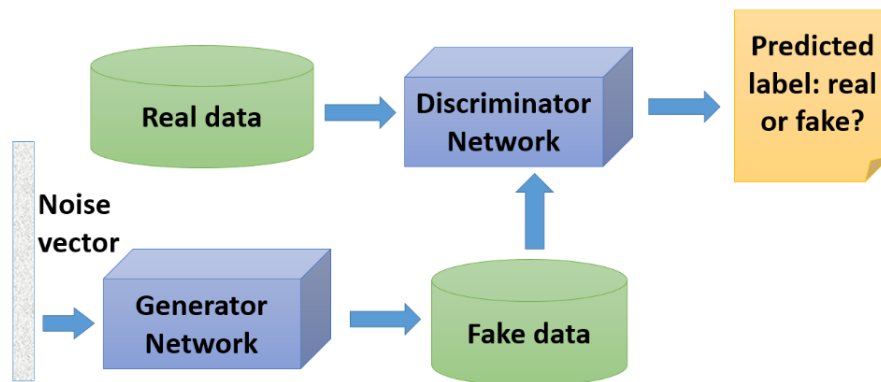 Real data
Discriminator
Network
Predicted
label: real
or fake?
Noise
vector
Generator
Network
Fake data